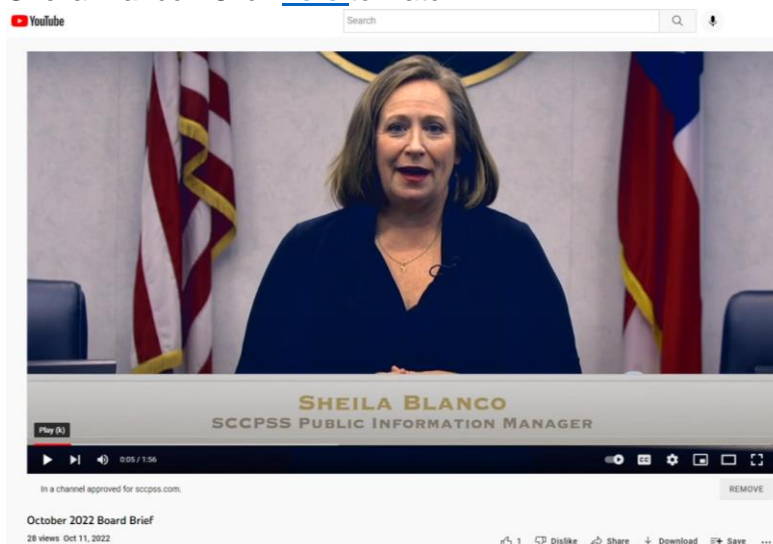 YouTube
Search
SHEILA BLANCO
SCCPSS PUBLIC INFORMATION MANAGER
Play (k)
0:05 / 1:56
CC
In a channel approved for sccpss.com.
REMOVE
October 2022 Board Brief
28 views Oct 11, 2022
1 Dislike Share Download Save ...